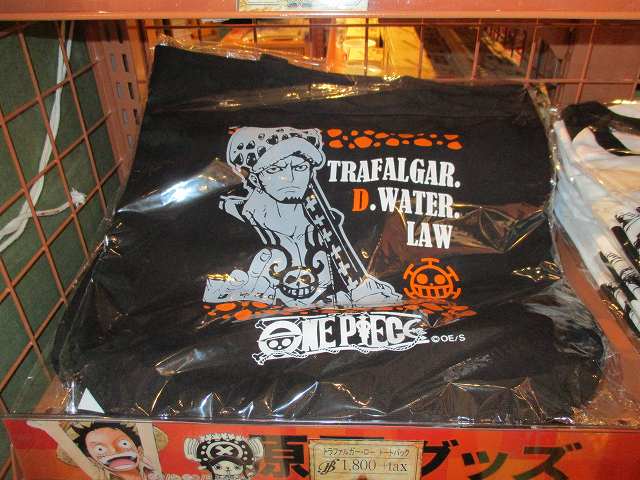 TRAFALGAR.
D.WATER.
LAW
ONE PIECE
©OE/S
トラファルガー・ロー トートバック
1,800 +tax
グッズ